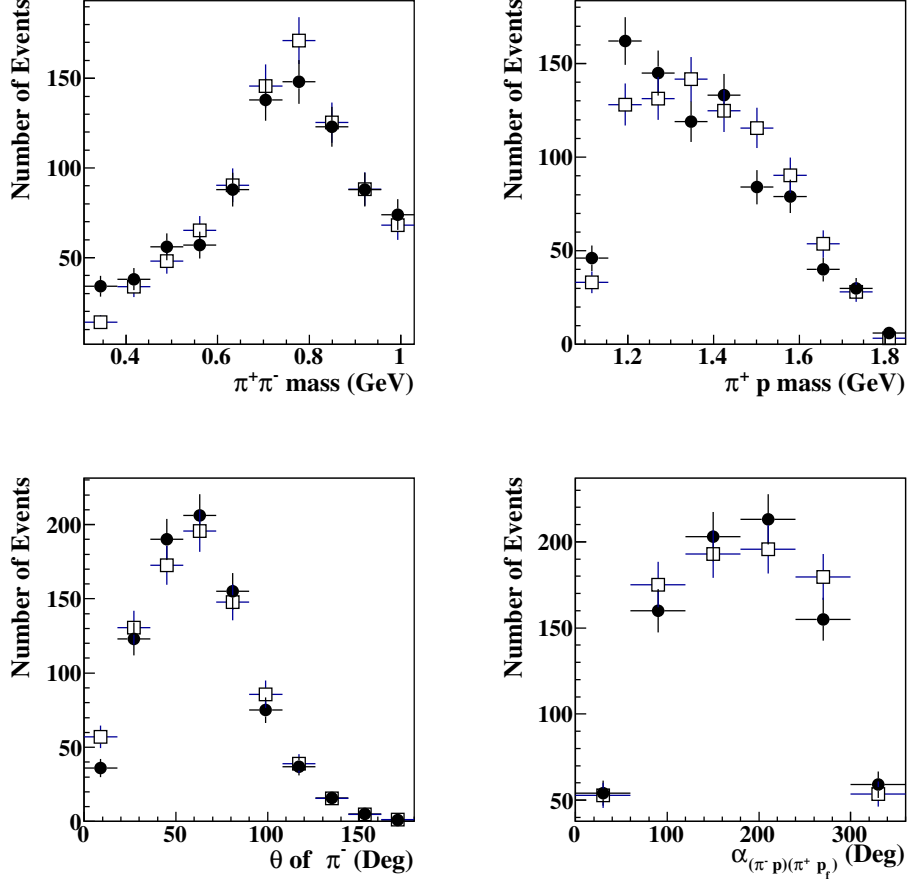 Number of Events
150
100
50
0.4 0.6 0.8 1
π⁺π⁻ mass (GeV)
Number of Events
150
100
50
0
1.2 1.4 1.6 1.8
π⁺ p mass (GeV)
Number of Events
200
150
100
50
0
0 50 100 150
θ of π⁻ (Deg)
Number of Events
200
150
100
50
0 100 200 300
α(π⁻ p)(π⁺ p_f) (Deg)